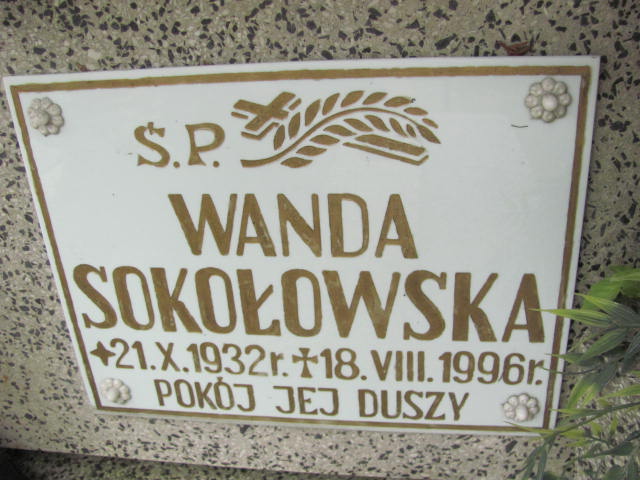 Ś.P.
WANDA
SOKOŁOWSKA
✦21.X.1932r. ✝18.VIII.1996r.
POKÓJ JEJ DUSZY